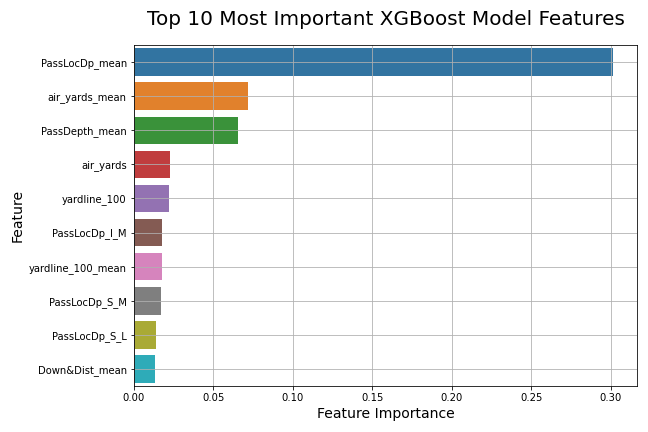 Top 10 Most Important XGBoost Model Features
PassLocDp_mean
air_yards_mean
PassDepth_mean
air_yards
yardline_100
PassLocDp_I_M
yardline_100_mean
PassLocDp_S_M
PassLocDp_S_L
Down&Dist_mean
Feature
0.00 0.05 0.10 0.15 0.20 0.25 0.30
Feature Importance